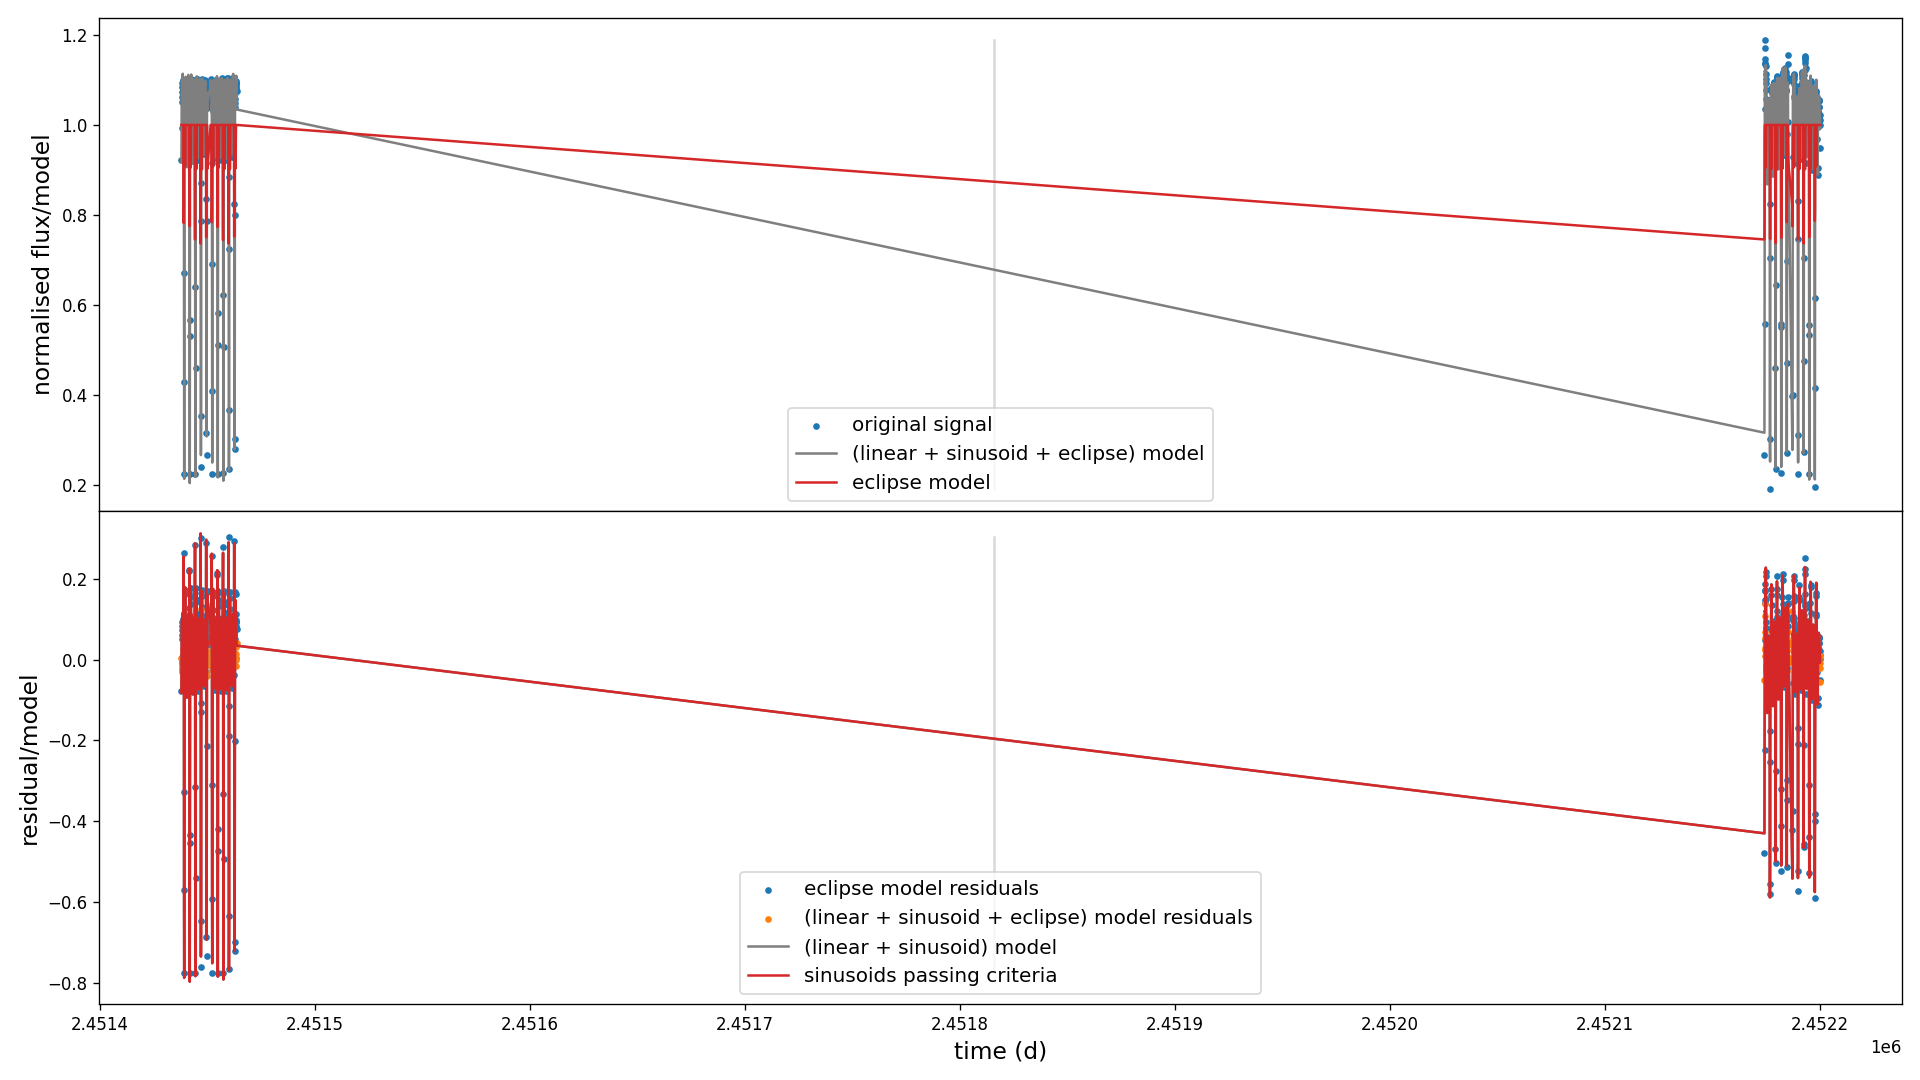 normalised flux/model
1.2
1.0
0.8
0.6
0.4
0.2
original signal
(linear + sinusoid + eclipse) model
eclipse model
residual/model
0.2
0.0
−0.2
−0.4
−0.6
−0.8
eclipse model residuals
(linear + sinusoid + eclipse) model residuals
(linear + sinusoid) model
sinusoids passing criteria
2.4514 2.4515 2.4516 2.4517 2.4518 2.4519 2.4520 2.4521 2.4522
1e6
time (d)